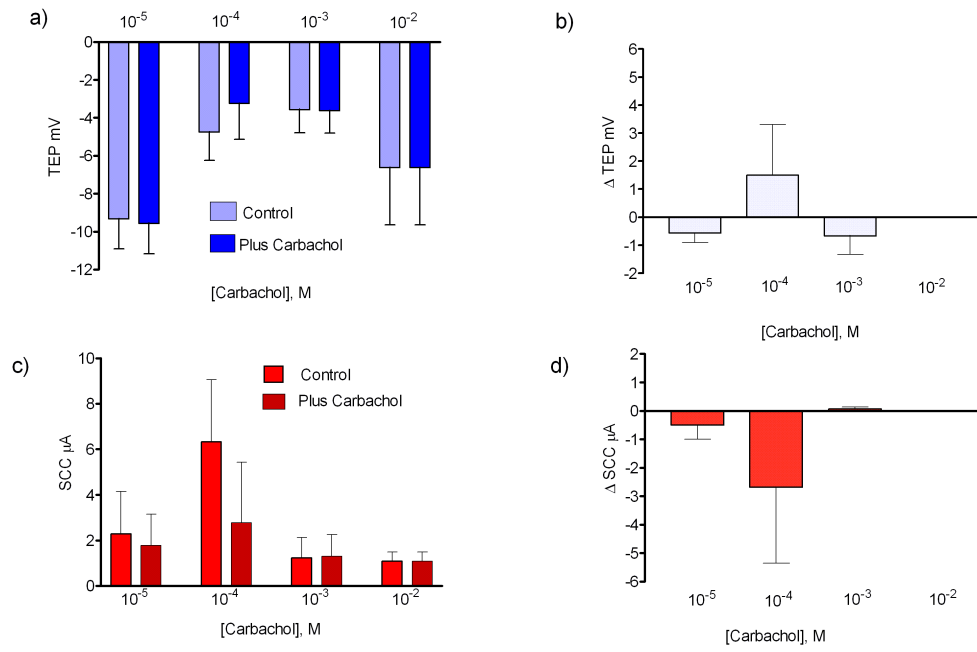 a)
10⁻⁵ 10⁻⁴ 10⁻³ 10⁻²
0
-2
-4
-6
-8
-10
-12
TEP mV
Control
Plus Carbachol
[Carbachol], M
b)
6
5
4
3
2
1
0
-1
-2
Δ TEP mV
10⁻⁵ 10⁻⁴ 10⁻³ 10⁻²
[Carbachol], M
c)
10
8
6
4
2
0
SCC µA
Control
Plus Carbachol
10⁻⁵ 10⁻⁴ 10⁻³ 10⁻²
[Carbachol], M
d)
2
1
0
-1
-2
-3
-4
-5
-6
Δ SCC µA
10⁻⁵ 10⁻⁴ 10⁻³ 10⁻²
[Carbachol], M